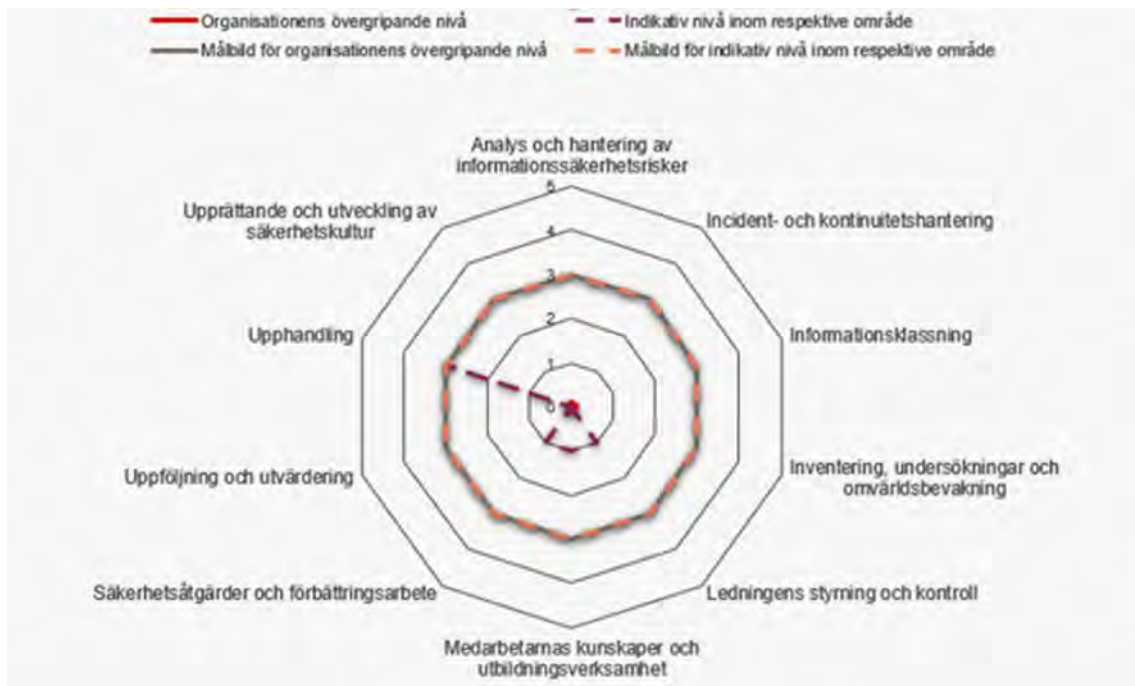 Organisationens övergripande nivå
Indikativ nivå inom respektive område
Målbild för organisationens övergripande nivå
Målbild för indikativ nivå inom respektive område
Analys och hantering av
informationssäkerhetsrisker
Upprättande och utveckling av
säkerhetskultur
Incident- och kontinuitetshantering
Upphandling
Informationsklassning
5
4
3
2
1
0
Uppföljning och utvärdering
Inventering, undersökningar och
omvärldsbevakning
Säkerhetsåtgärder och förbättringsarbete
Ledningens styrning och kontroll
Medarbetarnas kunskaper och
utbildningsverksamhet